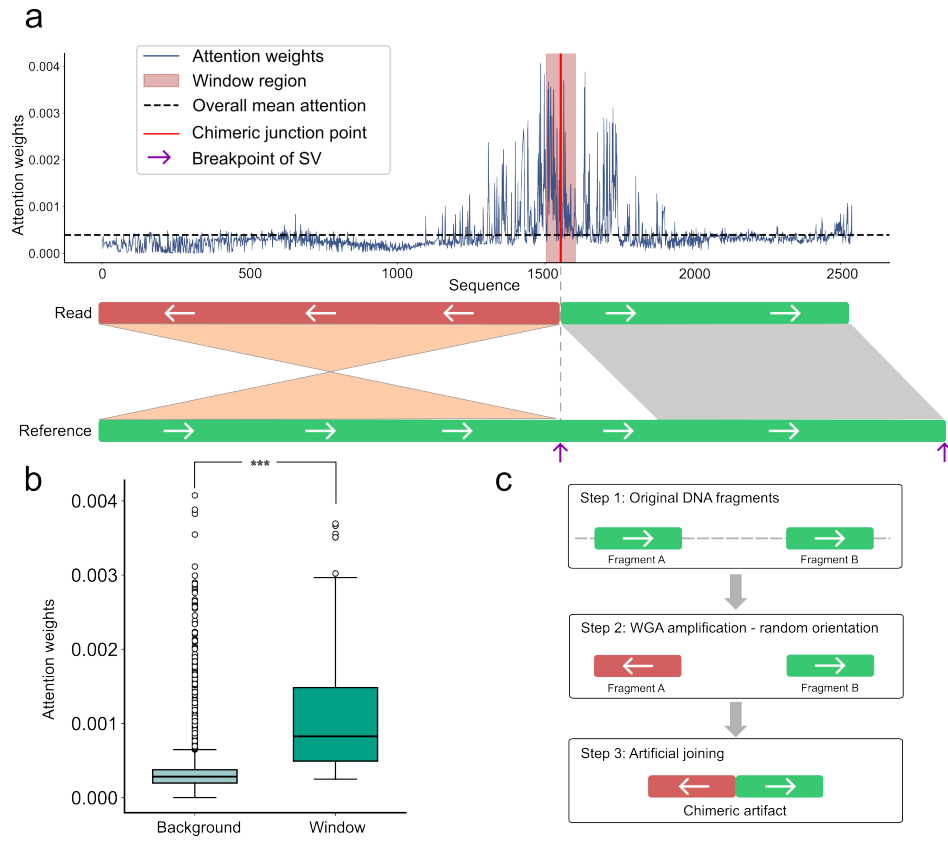 a
Attention weights
Window region
Overall mean attention
Chimeric junction point
Breakpoint of SV
Attention weights
0.004
0.003
0.002
0.001
0.000
0
500
1000
1500
2000
2500
Sequence
Read
Reference
b
***
Attention weights
0.004
0.003
0.002
0.001
0.000
Background
Window
c
Step 1: Original DNA fragments
Fragment A
Fragment B
Step 2: WGA amplification - random orientation
Fragment A
Fragment B
Step 3: Artificial joining
Chimeric artifact